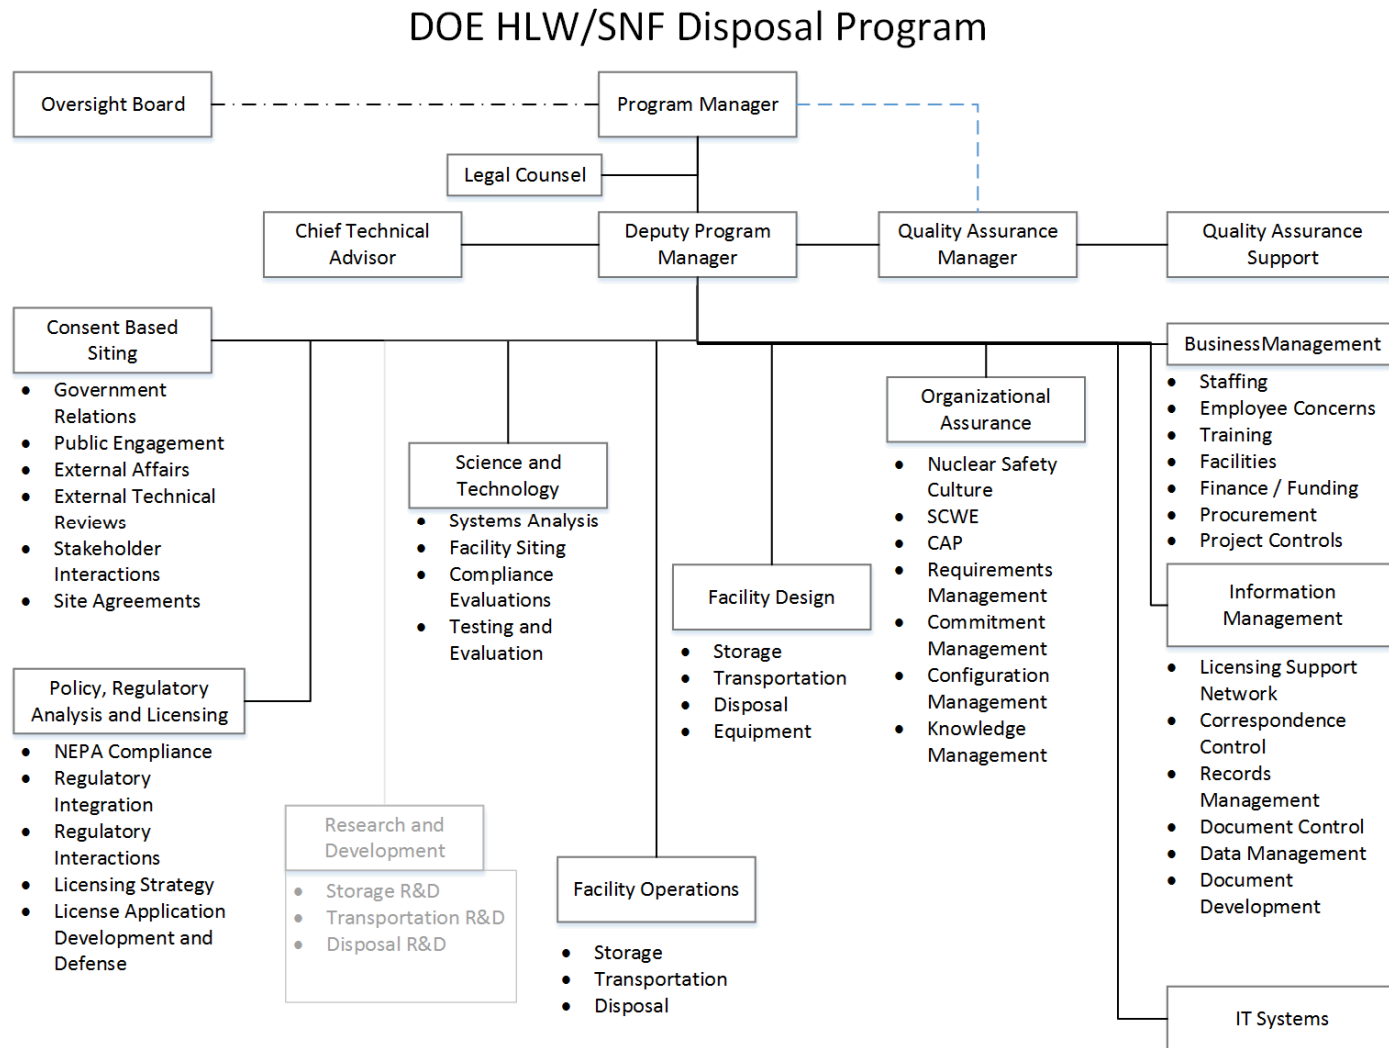 DOE HLW/SNF Disposal Program
Oversight Board
Program Manager
Legal Counsel
Chief Technical
Advisor
Deputy Program
Manager
Quality Assurance
Manager
Quality Assurance
Support
Consent Based
Siting
• Government
Relations
• Public Engagement
• External Affairs
• External Technical
Reviews
• Stakeholder
Interactions
• Site Agreements
Policy, Regulatory
Analysis and Licensing
• NEPA Compliance
• Regulatory
Integration
• Regulatory
Interactions
• Licensing Strategy
• License Application
Development and
Defense
Research and
Development
• Storage R&D
• Transportation R&D
• Disposal R&D
Science and
Technology
• Systems Analysis
• Facility Siting
• Compliance
Evaluations
• Testing and
Evaluation
Facility Operations
• Storage
• Transportation
• Disposal
Facility Design
• Storage
• Transportation
• Disposal
• Equipment
Organizational
Assurance
• Nuclear Safety
Culture
• SCWE
• CAP
• Requirements
Management
• Commitment
Management
• Configuration
Management
• Knowledge
Management
BusinessManagement
• Staffing
• Employee Concerns
• Training
• Facilities
• Finance / Funding
• Procurement
• Project Controls
Information
Management
• Licensing Support
Network
• Correspondence
Control
• Records
Management
• Document Control
• Data Management
• Document
Development
IT Systems